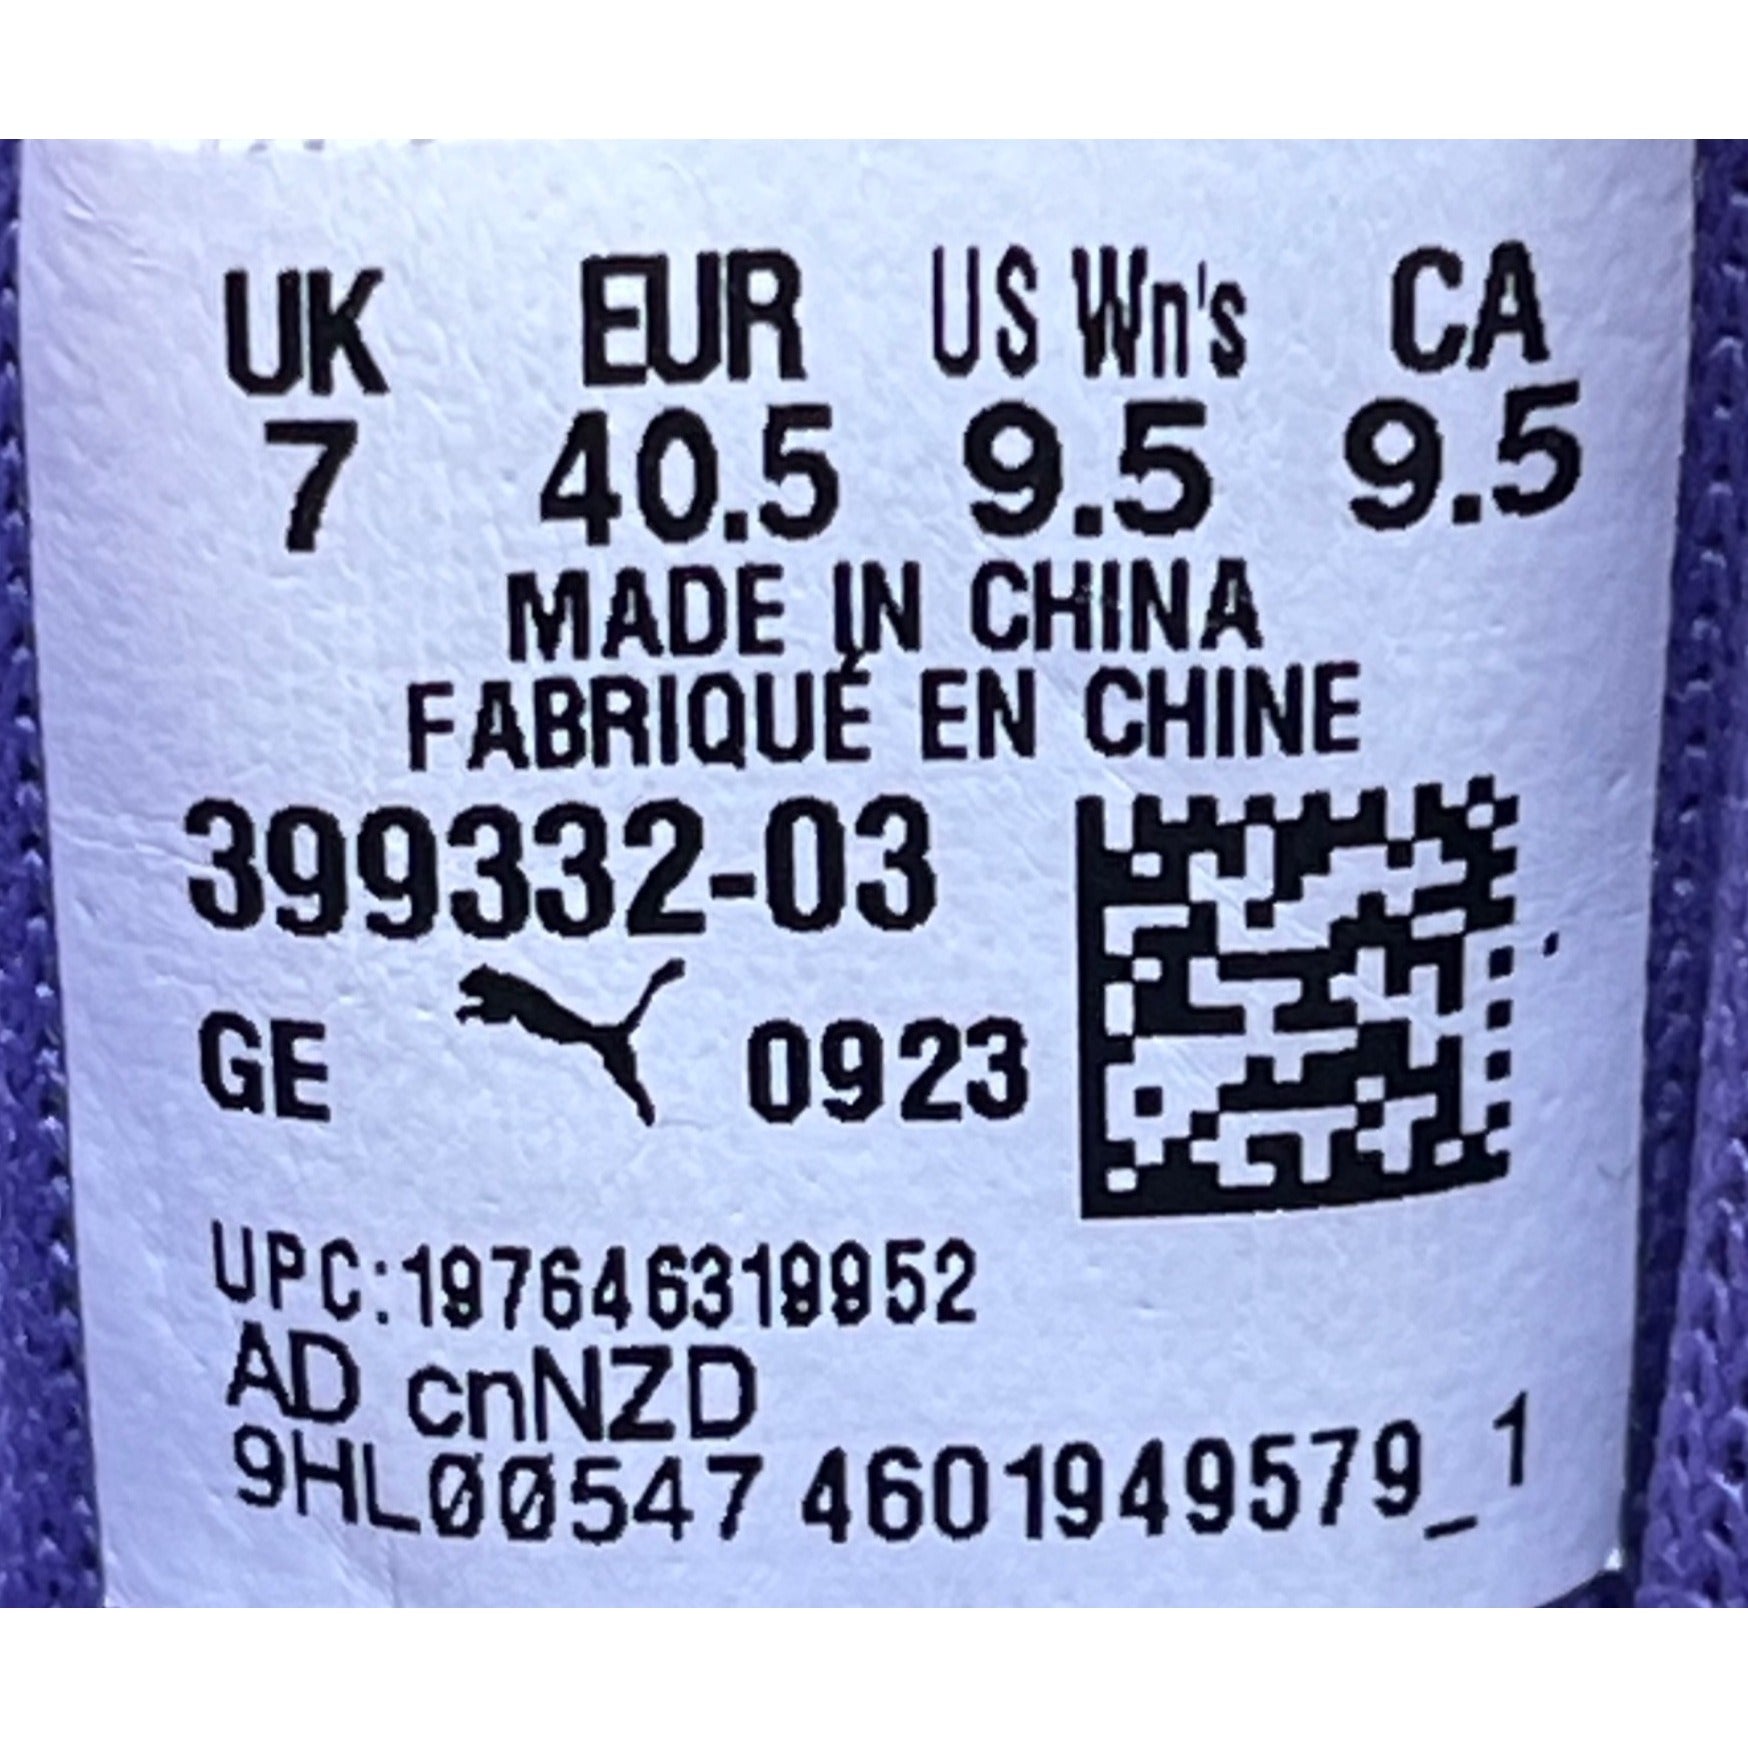 UK EUR US Wn's CA
7 40.5 9.5 9.5
MADE IN CHINA
FABRIQUÉ EN CHINE
399332-03
GE 0923
UPC:197646319952
AD cnNZD
9HL00547 4601949579_1